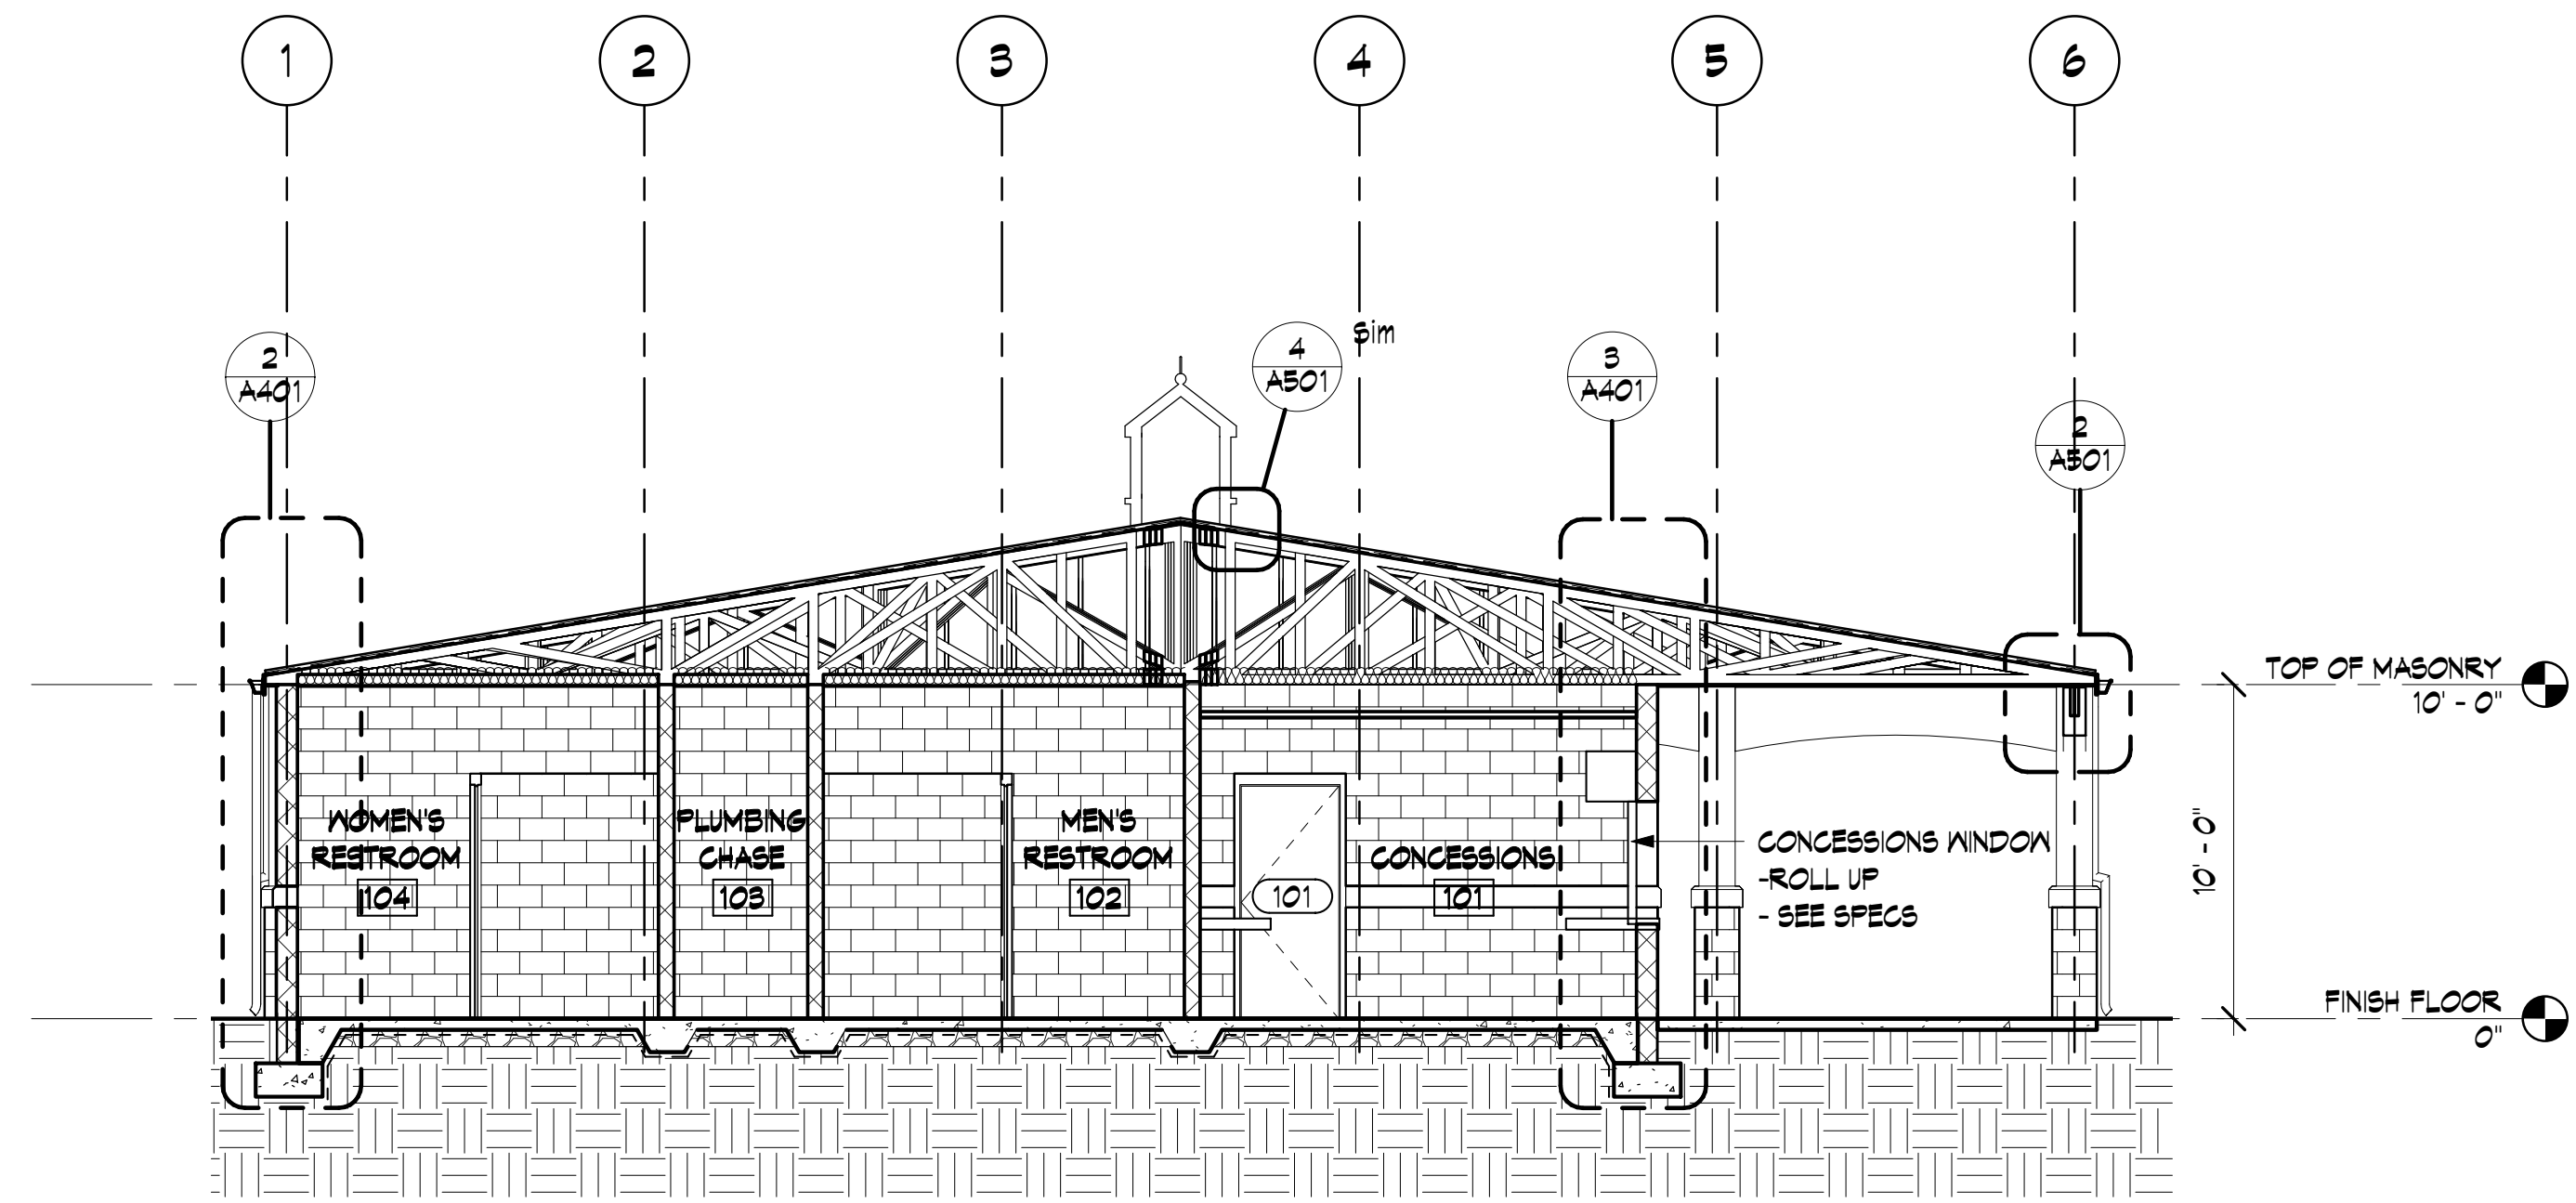 1
2
3
4
5
6
2
A401
4
A501
Sim
3
A401
2
A501
TOP OF MASONRY
10' - 0"
WOMEN'S
RESTROOM
104
PLUMBING
CHASE
103
MEN'S
RESTROOM
102
101
CONCESSIONS
101
CONCESSIONS WINDOW
-ROLL UP
- SEE SPECS
10' - 0"
FINISH FLOOR
0"